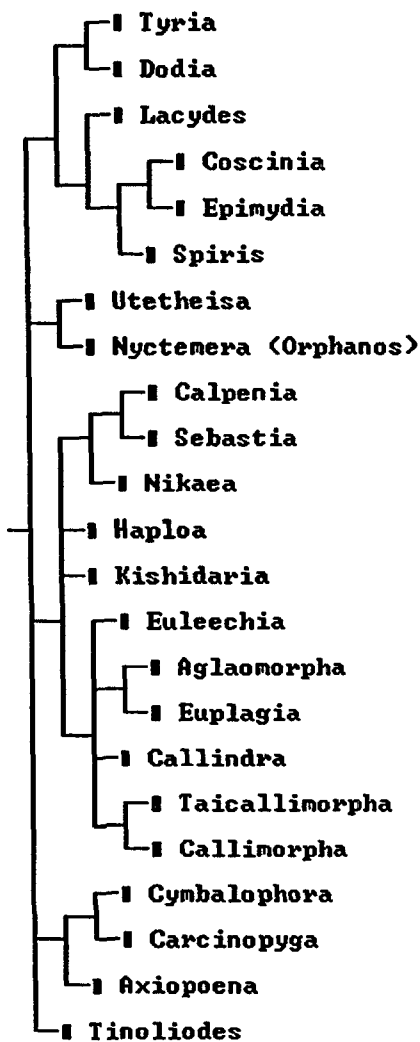 Tyria
Dodia
Lacydes
Coscinia
Epimydia
Spiris
Utetheisa
Nyctemera (Orphanos)
Calpenia
Sebastia
Nikaea
Haploa
Kishidaria
Euleechia
Aglaomorpha
Euplagia
Callindra
Taicallimorpha
Callimorpha
Cymbalophora
Carcinopyga
Axiopoena
Tinoliodes